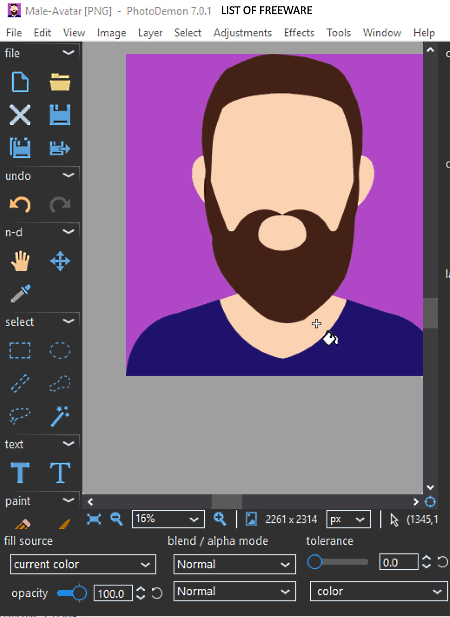 Male-Avatar [PNG] - PhotoDemon 7.0.1 LIST OF FREEWARE
File Edit View Image Layer Select Adjustments Effects Tools Window Help
file
undo
n-d
select
text
T T
paint
16% 2261 x 2314 px (1345,1
fill source blend / alpha mode tolerance
current color Normal 0.0
opacity 100.0 Normal color